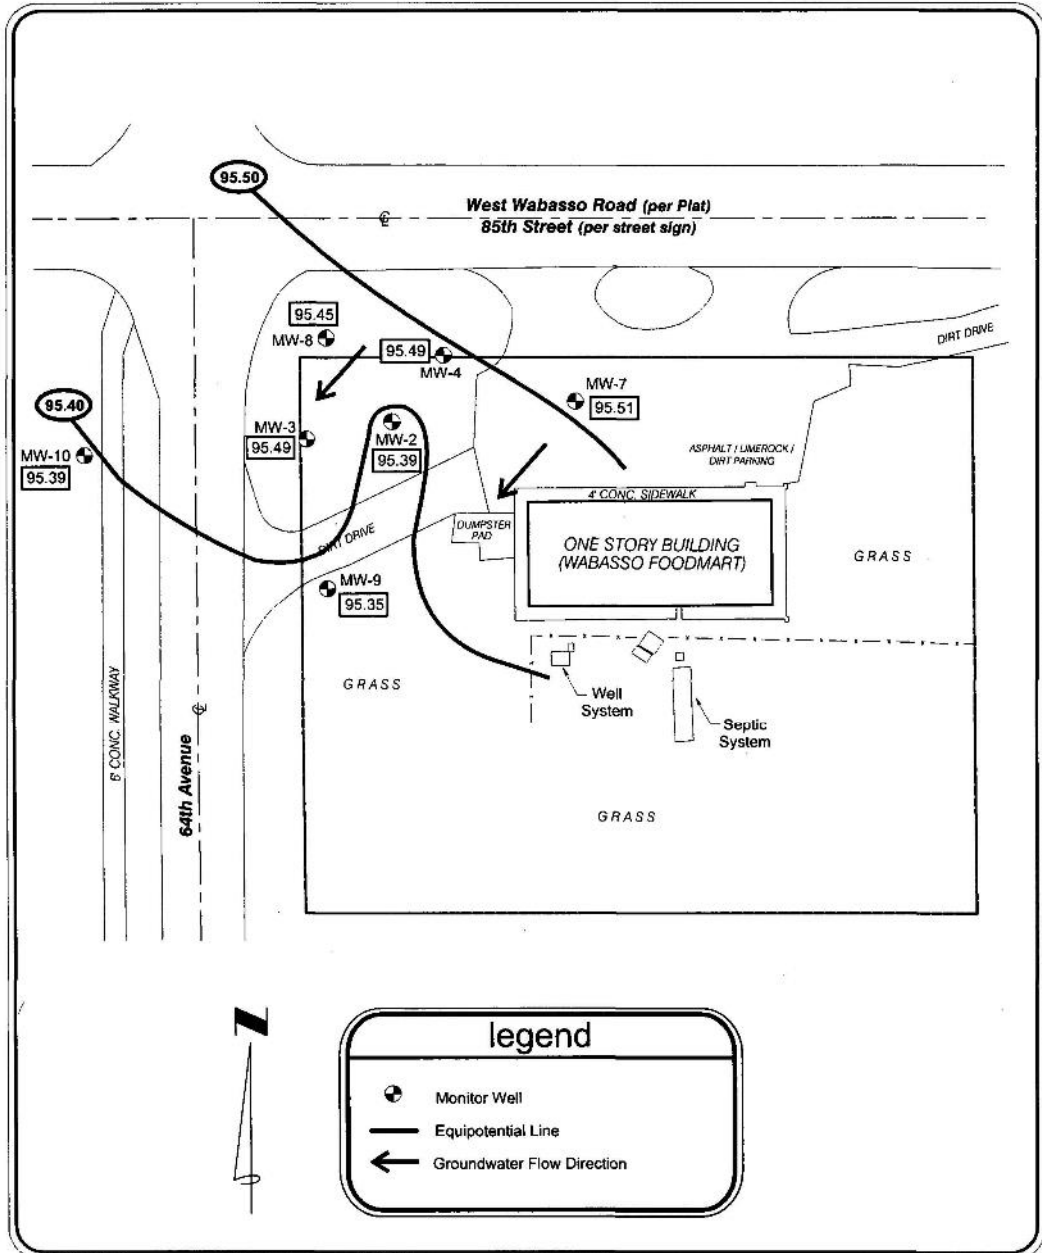 95.50
West Wabasso Road (per Plat)
85th Street (per street sign)
95.45
MW-8
95.49
MW-4
DIRT DRIVE
MW-7
95.51
95.40
MW-3
95.49
MW-2
95.39
MW-10
95.39
ASPHALT / LIMEROCK /
DIRT PARKING
4' CONC. SIDEWALK
DUMPSTER
PAD
DIRT DRIVE
ONE STORY BUILDING
(WABASSO FOODMART)
GRASS
MW-9
95.35
GRASS
Well
System
Septic
System
6' CONC. WALKWAY
64th Avenue
GRASS
N
legend
Monitor Well
Equipotential Line
Groundwater Flow Direction